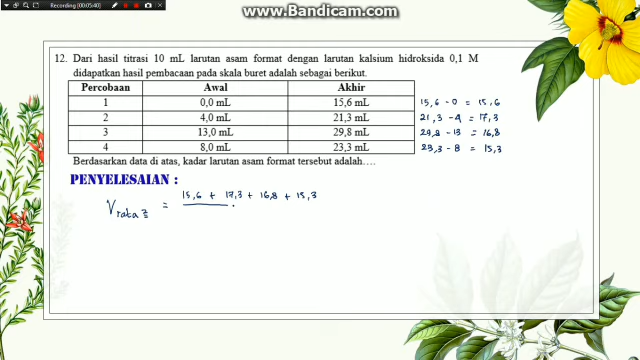 Recording [00:05:40]
www.Bandicam.com
12. Dari hasil titrasi 10 mL larutan asam format dengan larutan kalsium hidroksida 0,1 M
didapatkan hasil pembacaan pada skala buret adalah sebagai berikut.
Percobaan Awal Akhir
1 0,0 mL 15,6 mL 15,6 - 0 = 15,6
2 4,0 mL 21,3 mL 21,3 - 4 = 17,3
3 13,0 mL 29,8 mL 29,8 - 13 = 16,8
4 8,0 mL 23,3 mL 23,3 - 8 = 15,3
Berdasarkan data di atas, kadar larutan asam format tersebut adalah….
PENYELESAIAN :
V rata2 = 15,6 + 17,3 + 16,8 + 15,3